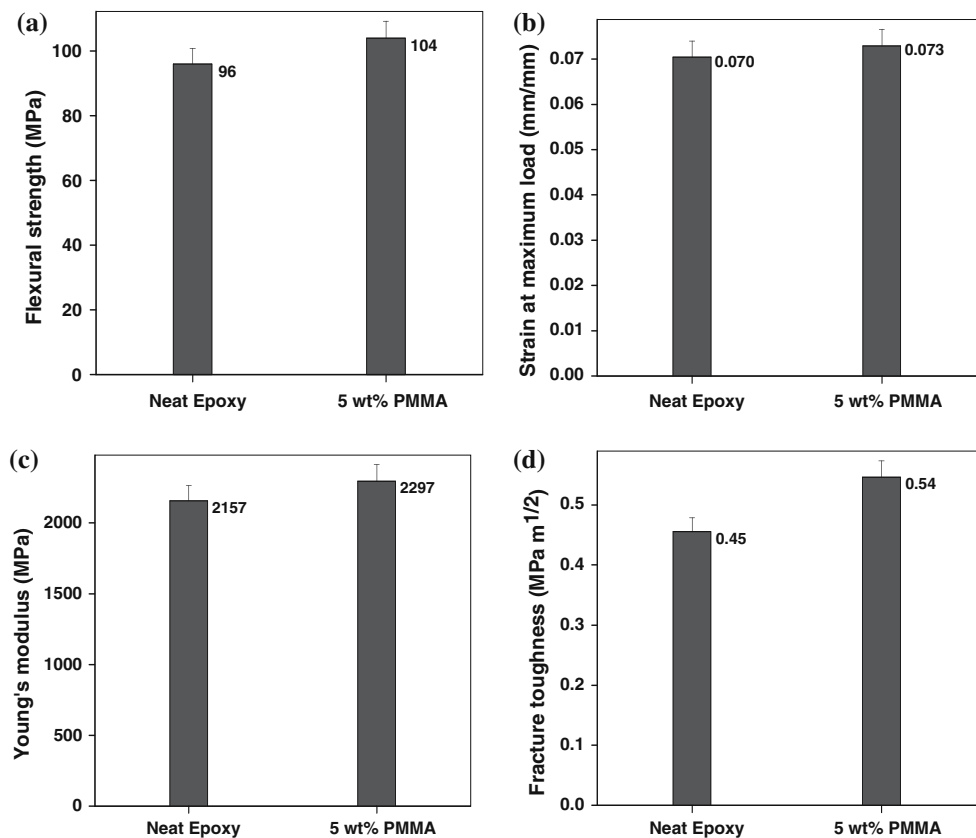 (a)
Flexural strength (MPa)
100
80
60
40
20
0
96
104
Neat Epoxy
5 wt% PMMA
(b)
Strain at maximum load (mm/mm)
0.07
0.06
0.05
0.04
0.03
0.02
0.01
0.00
0.070
0.073
Neat Epoxy
5 wt% PMMA
(c)
Young's modulus (MPa)
2000
1500
1000
500
0
2157
2297
Neat Epoxy
5 wt% PMMA
(d)
Fracture toughness (MPa m1/2)
0.5
0.4
0.3
0.2
0.1
0.0
0.45
0.54
Neat Epoxy
5 wt% PMMA